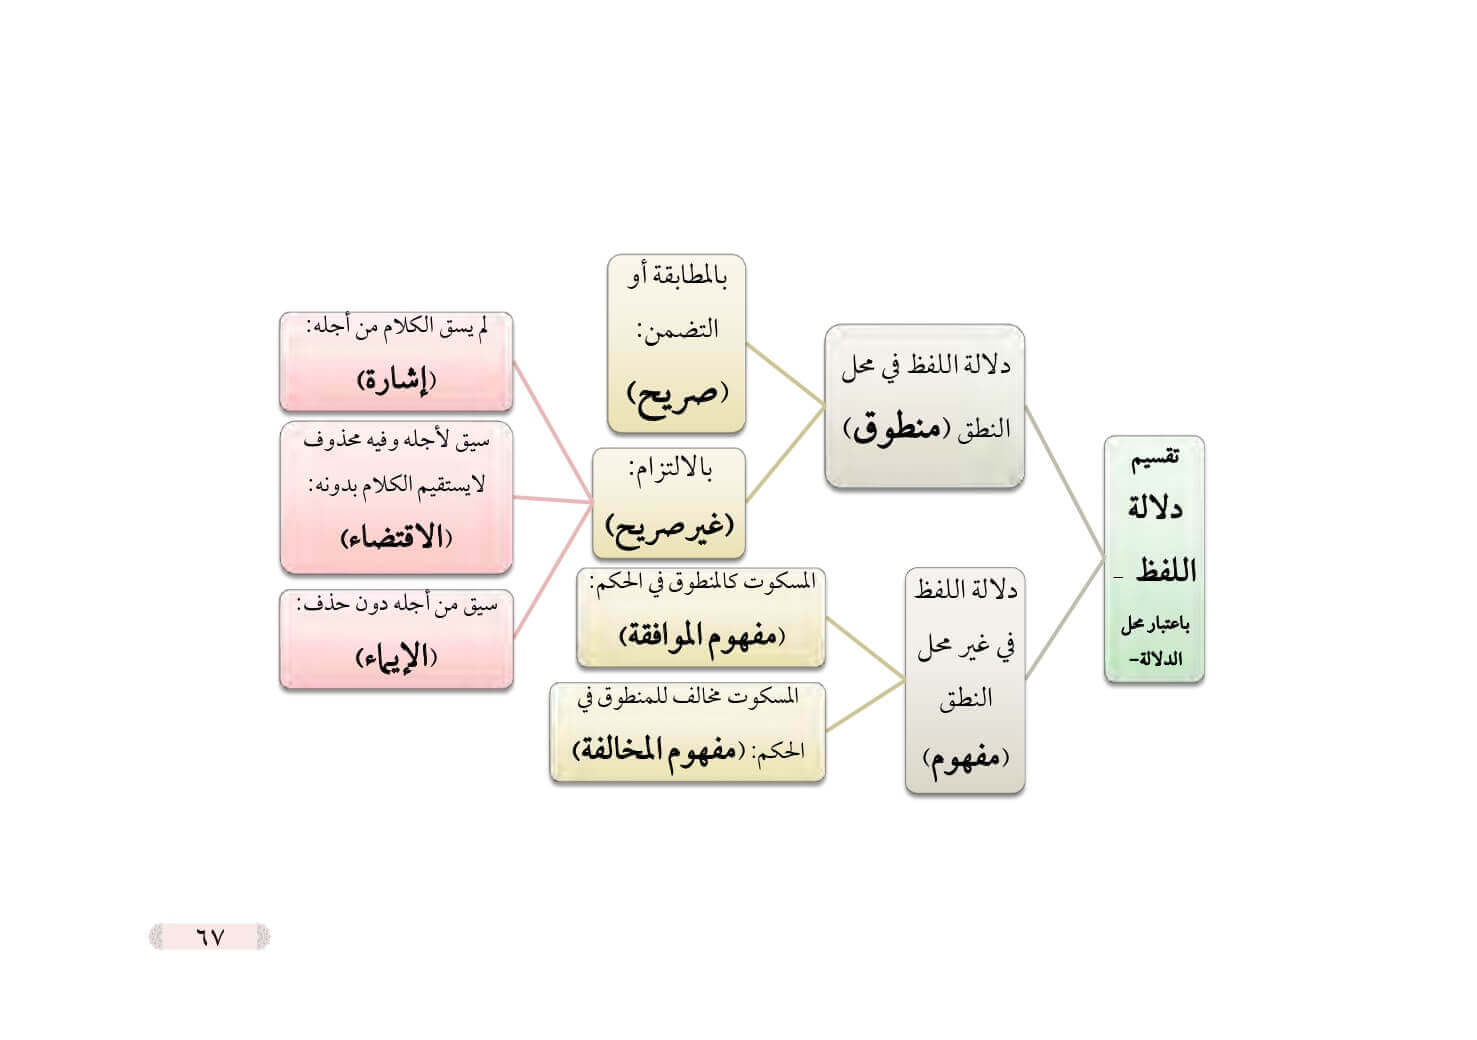 تقسيم
دلالة
اللفظ –
باعتبار محل
الدلالة–
دلالة اللفظ في محل
النطق (منطوق)
بالمطابقة أو
التضمن:
(صريح)
بالالتزام:
(غير صريح)
لم يسق الكلام من أجله:
(إشارة)
سيق لأجله وفيه محذوف
لايستقيم الكلام بدونه:
(الاقتضاء)
سيق من أجله دون حذف:
(الإيماء)
دلالة اللفظ
في غير محل
النطق
(مفهوم)
المسكوت كالمنطوق في الحكم:
(مفهوم الموافقة)
المسكوت مخالف للمنطوق في
الحكم: (مفهوم المخالفة)
٦٧